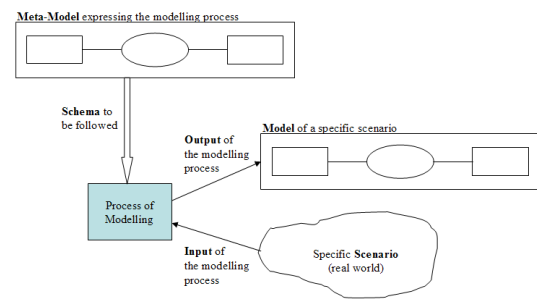 Meta-Model expressing the modelling process
Schema to
be followed
Output of
the modelling
process
Model of a specific scenario
Process of
Modelling
Input of
the modelling
process
Specific Scenario
(real world)